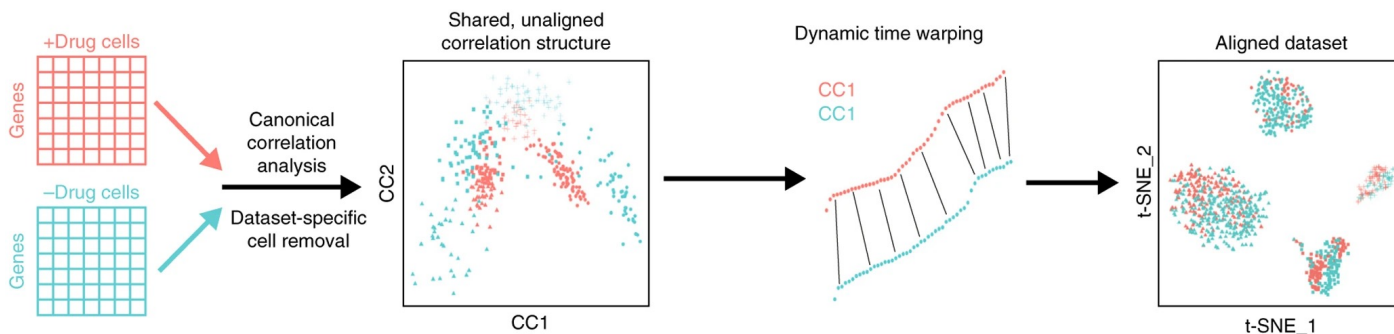 +Drug cells
Genes
−Drug cells
Genes
Canonical
correlation
analysis
Dataset-specific
cell removal
Shared, unaligned
correlation structure
CC2
CC1
Dynamic time warping
CC1
CC1
Aligned dataset
t-SNE_2
t-SNE_1